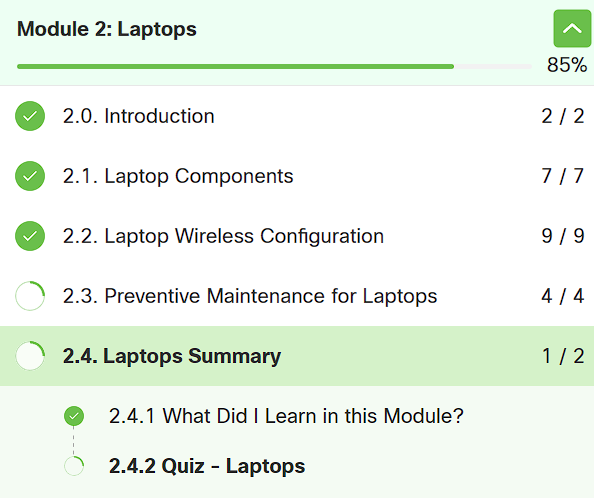 Module 2: Laptops
85%
2.0. Introduction 2 / 2
2.1. Laptop Components 7 / 7
2.2. Laptop Wireless Configuration 9 / 9
2.3. Preventive Maintenance for Laptops 4 / 4
2.4. Laptops Summary 1 / 2
2.4.1 What Did I Learn in this Module?
2.4.2 Quiz - Laptops